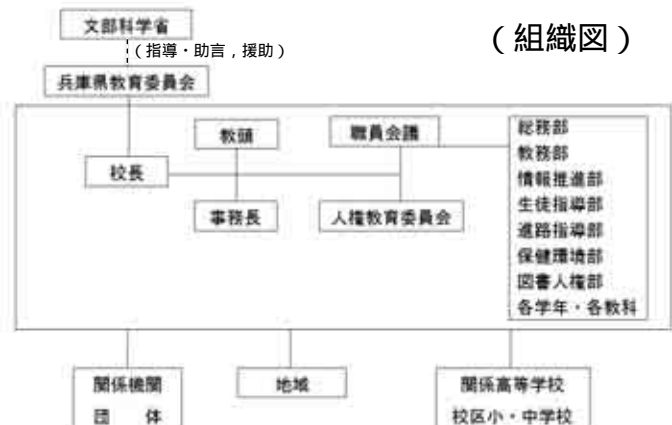 文部科学省
（組織図）
（指導・助言，援助）
兵庫県教育委員会
教頭
職員会議
校長
事務長
人権教育委員会
総務部
教務部
情報推進部
生徒指導部
進路指導部
保健環境部
図書人権部
各学年・各教科
関係機関
団　体
地域
関係高等学校
校区小・中学校